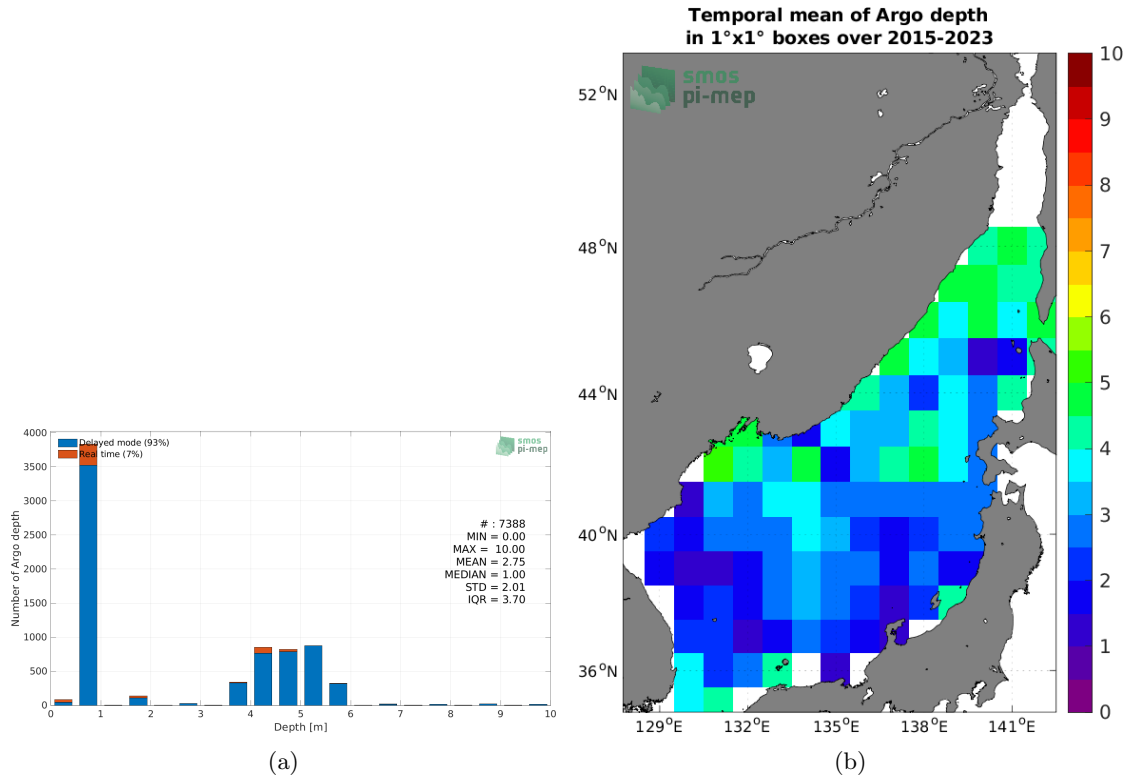 4000
3500
3000
2500
2000
1500
1000
500
0
Number of Argo depth
Delayed mode (93%)
Real time (7%)
smos
pi-mep
# : 7388
MIN = 0.00
MAX = 10.00
MEAN = 2.75
MEDIAN = 1.00
STD = 2.01
IQR = 3.70
0 1 2 3 4 5 6 7 8 9 10
Depth [m]
(a)
Temporal mean of Argo depth
in 1°x1° boxes over 2015-2023
smos
pi-mep
52°N
48°N
44°N
40°N
36°N
129°E 132°E 135°E 138°E 141°E
10
9
8
7
6
5
4
3
2
1
0
(b)